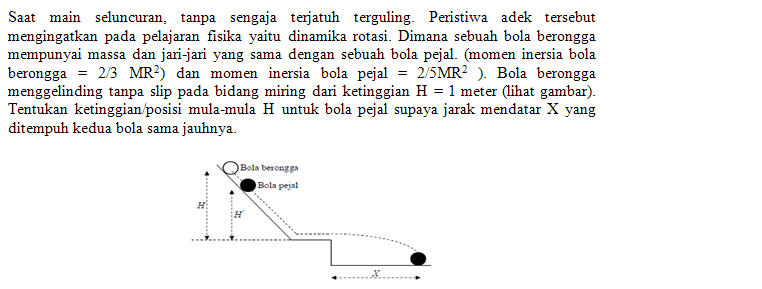 Saat main seluncuran, tanpa sengaja terjatuh terguling. Peristiwa adek tersebut
mengingatkan pada pelajaran fisika yaitu dinamika rotasi. Dimana sebuah bola berongga
mempunyai massa dan jari-jari yang sama dengan sebuah bola pejal. (momen inersia bola
berongga = 2/3 MR²) dan momen inersia bola pejal = 2/5MR² ). Bola berongga
menggelinding tanpa slip pada bidang miring dari ketinggian H = 1 meter (lihat gambar).
Tentukan ketinggian/posisi mula-mula H untuk bola pejal supaya jarak mendatar X yang
ditempuh kedua bola sama jauhnya.
Bola berongga
Bola pejal
H
H'
X